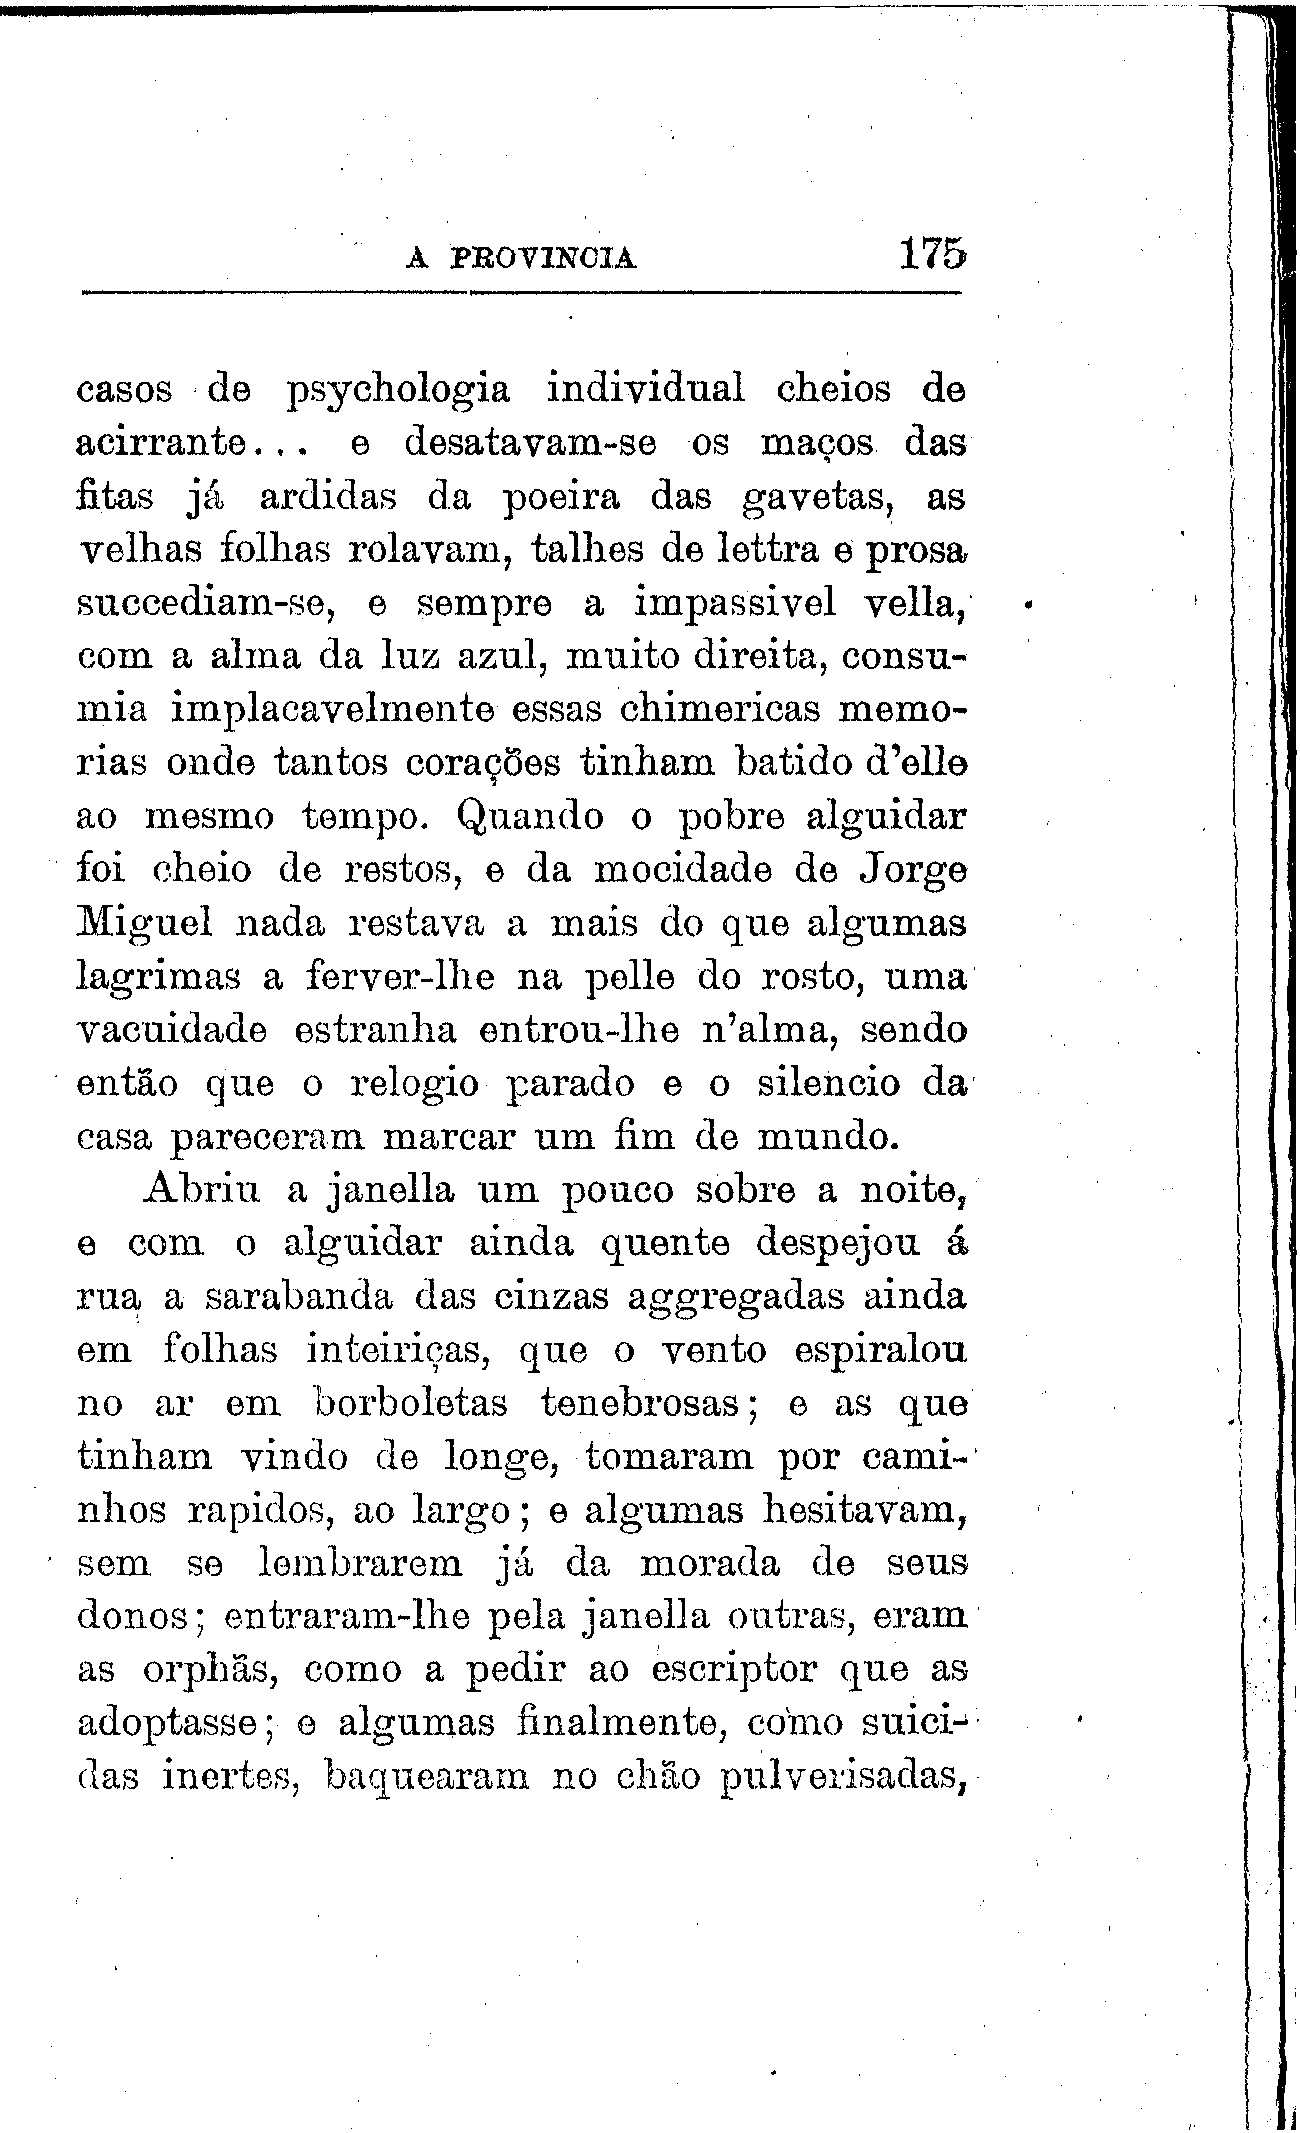 A PROVINCIA 175
casos de psychologia individual cheios de
acirrante... e desatavam-se os maços das
fitas já ardidas da poeira das gavetas, as
velhas folhas rolavam, talhes de lettra e prosa
succediam-se, e sempre a impassivel vella,
com a alma da luz azul, muito direita, consu-
mia implacavelmente essas chimericas memo-
rias onde tantos corações tinham batido d'elle
ao mesmo tempo. Quando o pobre alguidar
foi cheio de restos, e da mocidade de Jorge
Miguel nada restava a mais do que algumas
lagrimas a ferver-lhe na pelle do rosto, uma
vacuidade estranha entrou-lhe n'alma, sendo
então que o relogio parado e o silencio da
casa pareceram marcar um fim de mundo.
Abriu a janella um pouco sobre a noite,
e com o alguidar ainda quente despejou á
rua a sarabanda das cinzas aggregadas ainda
em folhas inteiriças, que o vento espiralou
no ar em borboletas tenebrosas; e as que
tinham vindo de longe, tomaram por cami-
nhos rapidos, ao largo; e algumas hesitavam,
sem se lembrarem já da morada de seus
donos; entraram-lhe pela janella outras, eram
as orphãs, como a pedir ao escriptor que as
adoptasse; e algumas finalmente, como suici-
das inertes, baquearam no chão pulverisadas,